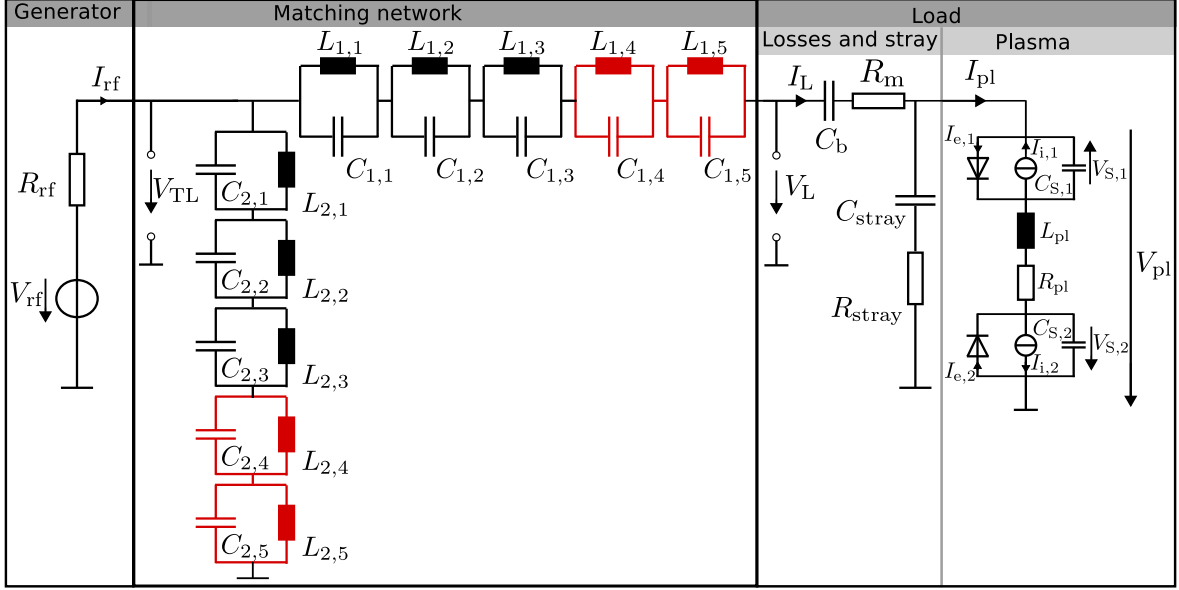 Generator
Matching network
Load
Losses and stray
Plasma
L1,1
L1,2
L1,3
L1,4
L1,5
Irf
IL
Rm
Ipl
C1,1
C1,2
C1,3
C1,4
C1,5
Cb
Ie,1
Ii,1
VS,1
CS,1
Rrf
VTL
C2,1
L2,1
VL
Cstray
Lpl
Vpl
Rpl
Vrf
C2,2
L2,2
Rstray
CS,2
VS,2
Ii,2
Ie,2
C2,3
L2,3
C2,4
L2,4
C2,5
L2,5